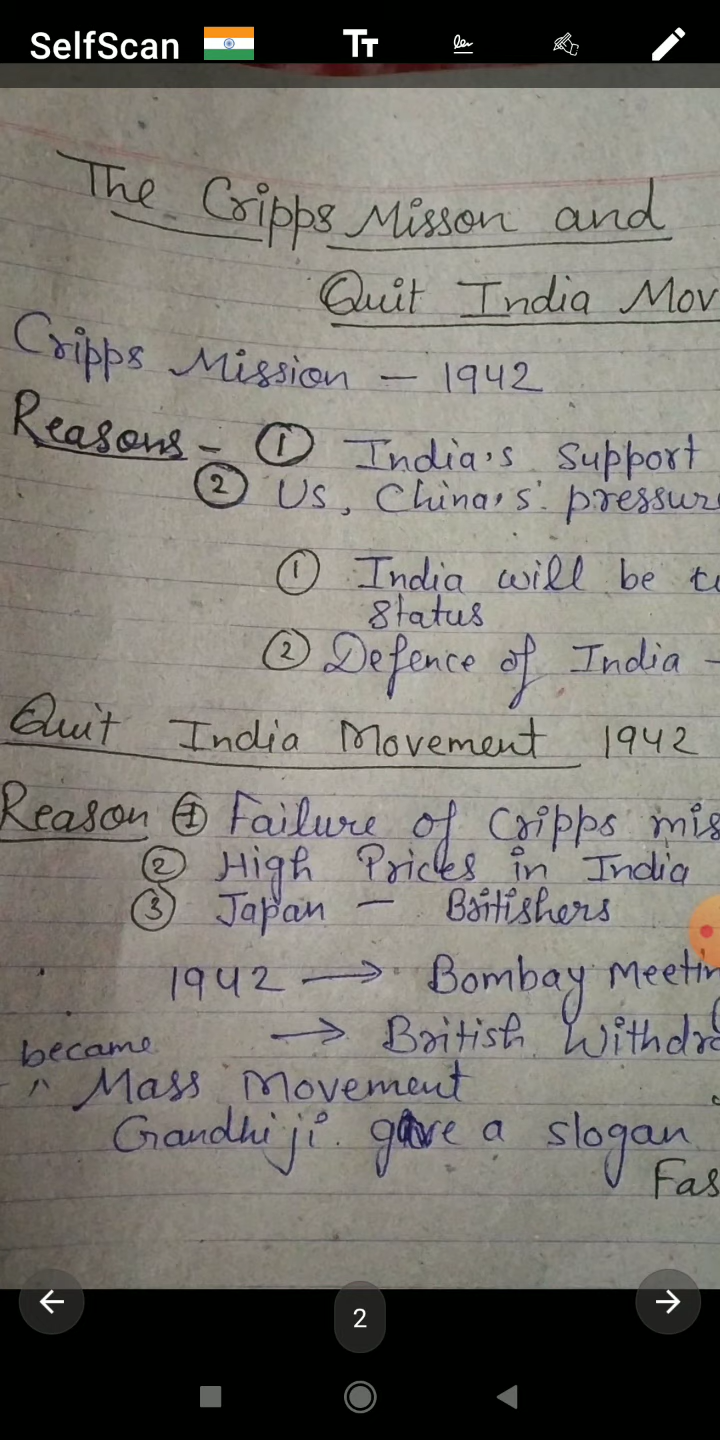 SelfScan
The Cripps Misson and
Quit India Mov
Cripps Mission – 1942
Reasons – ① India's Support
② Us, China's pressure
① India will be
Status
② Defence of India –
Quit India Movement 1942
Reason ① Failure of Cripps mis
② High Prices in India
③ Japan – Britishers
1942 → Bombay Meetin
→ British Withdra
became
" Mass Movement
Gandhiji. gave a slogan
Fas
2